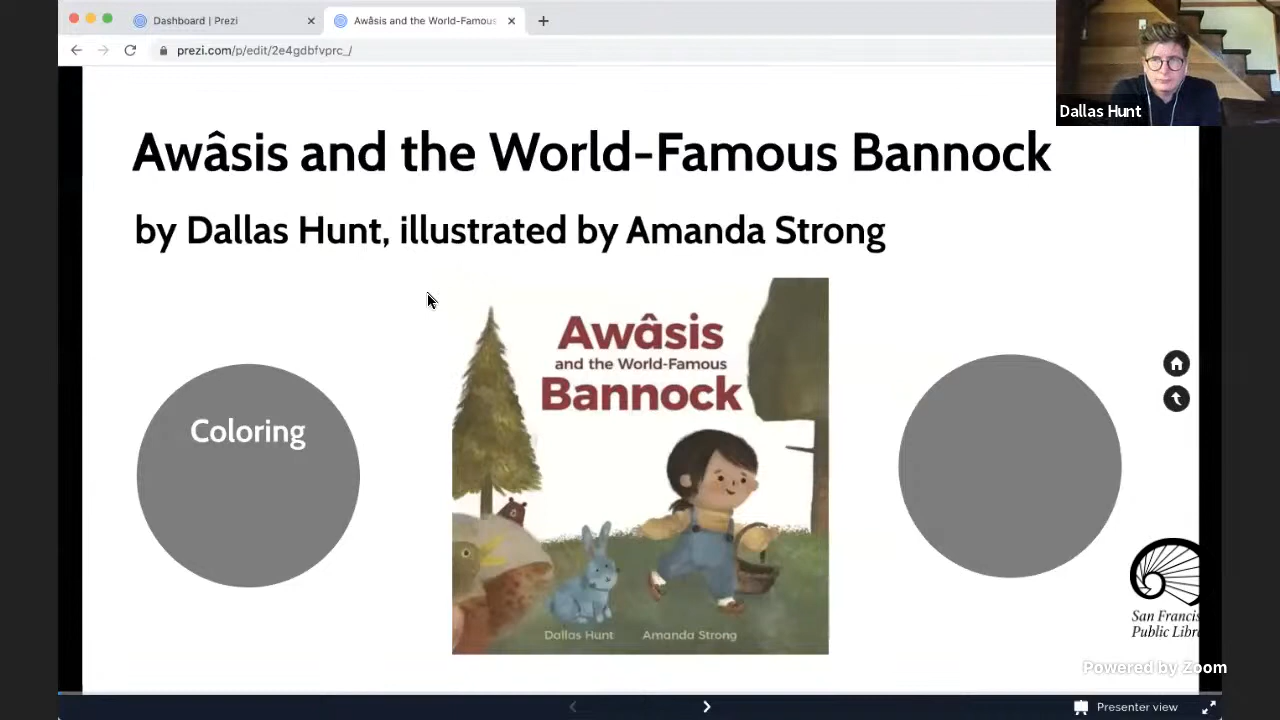 Dashboard | Prezi
Awâsis and the World-Famous
prezi.com/p/edit/2e4gdbfvprc_/
Dallas Hunt
Awâsis and the World-Famous Bannock
by Dallas Hunt, illustrated by Amanda Strong
Awâsis
and the World-Famous
Bannock
Coloring
Dallas Hunt Amanda Strong
San Francis
Public Libr
Powered by Zoom
Presenter view